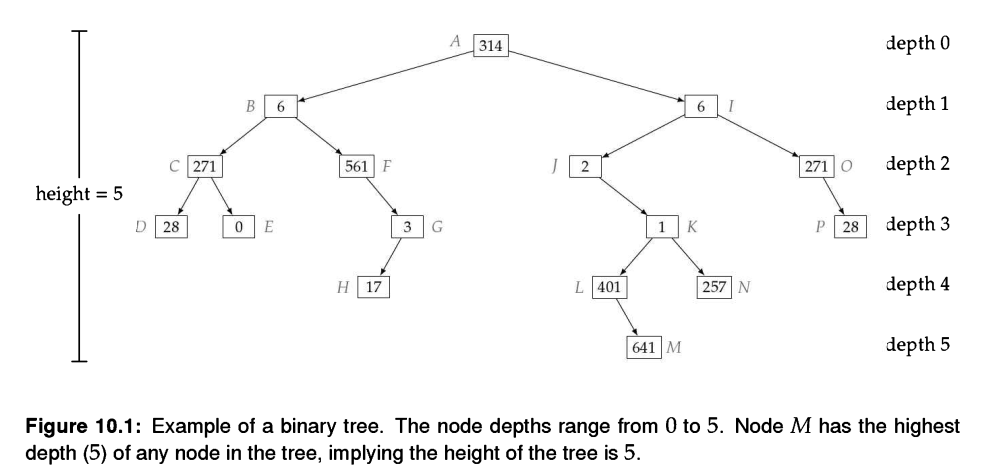 A 314 depth 0
B 6 6 I depth 1
C 271 561 F J 2 271 O depth 2
height = 5
D 28 0 E 3 G 1 K P 28 depth 3
H 17 L 401 257 N depth 4
641 M depth 5
Figure 10.1: Example of a binary tree. The node depths range from 0 to 5. Node M has the highest
depth (5) of any node in the tree, implying the height of the tree is 5.